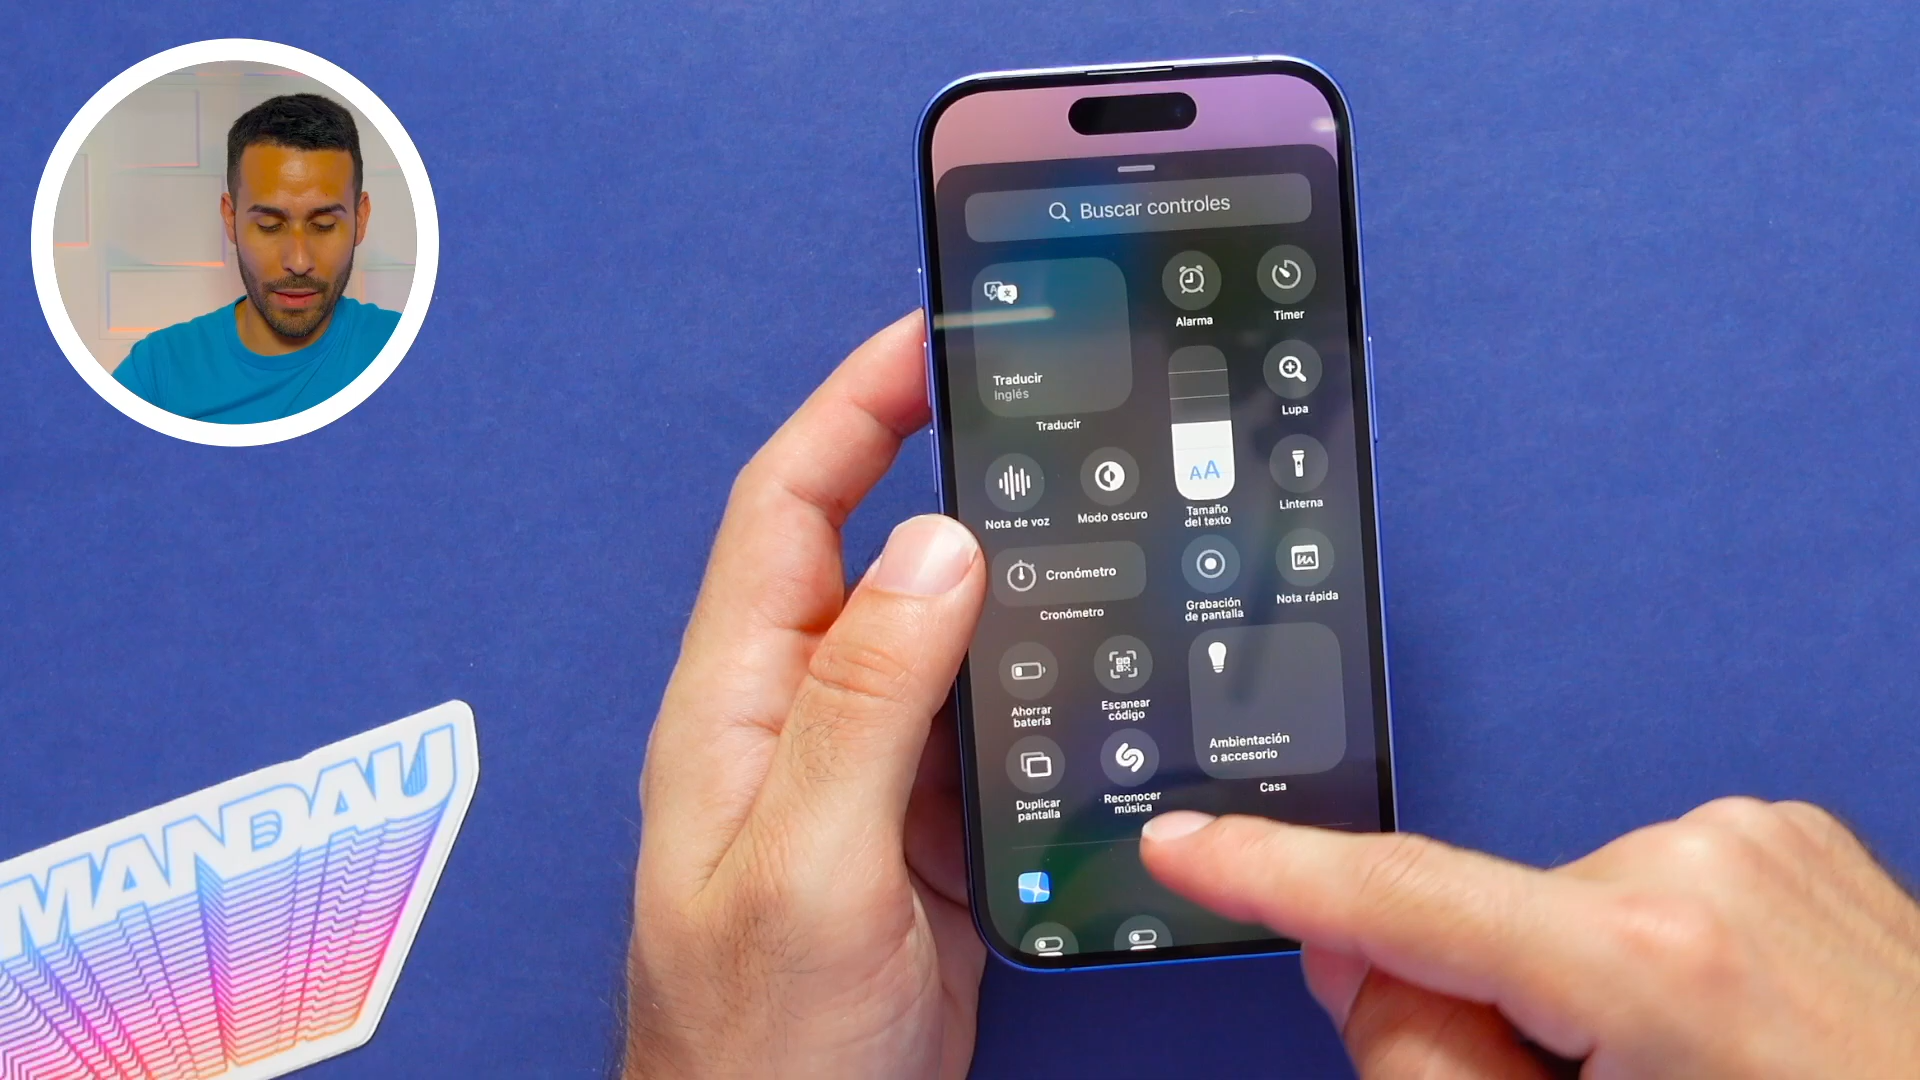 Buscar controles
Alarma
Timer
Traducir
Inglés
Traducir
Lupa
AA
Tamaño
del texto
Linterna
Nota de voz
Modo oscuro
Cronómetro
Cronómetro
Grabación
de pantalla
Nota rápida
Ahorrar
batería
Escanear
código
Ambientación
o accesorio
Casa
Duplicar
pantalla
Reconocer
música
MANDAU